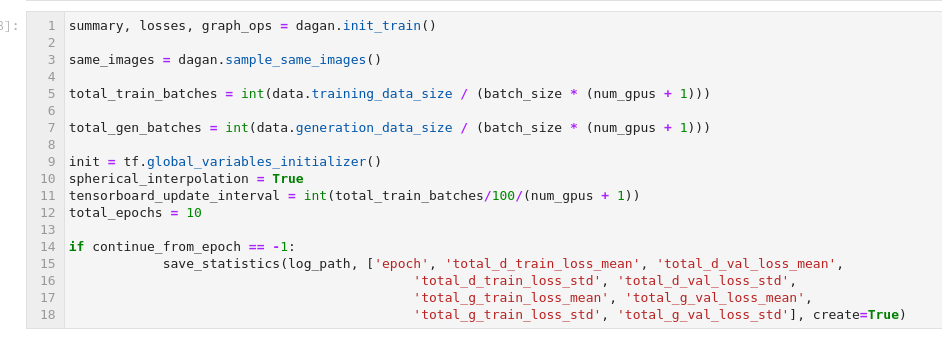 3]:
1 summary, losses, graph_ops = dagan.init_train()
2
3 same_images = dagan.sample_same_images()
4
5 total_train_batches = int(data.training_data_size / (batch_size * (num_gpus + 1)))
6
7 total_gen_batches = int(data.generation_data_size / (batch_size * (num_gpus + 1)))
8
9 init = tf.global_variables_initializer()
10 spherical_interpolation = True
11 tensorboard_update_interval = int(total_train_batches/100/(num_gpus + 1))
12 total_epochs = 10
13
14 if continue_from_epoch == -1:
15             save_statistics(log_path, ['epoch', 'total_d_train_loss_mean', 'total_d_val_loss_mean',
16                                             'total_d_train_loss_std', 'total_d_val_loss_std',
17                                             'total_g_train_loss_mean', 'total_g_val_loss_mean',
18                                             'total_g_train_loss_std', 'total_g_val_loss_std'], create=True)